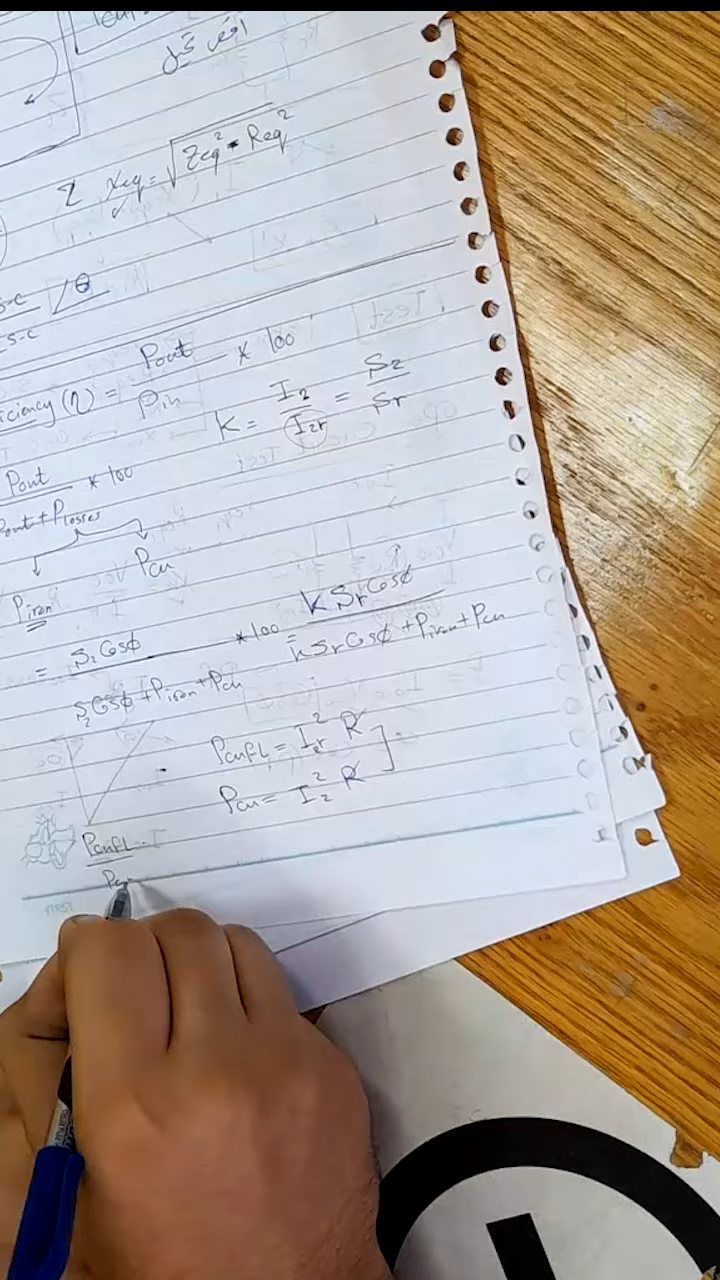 Xeq = √Zeq² - Req²
s-c / θ
s-c
iciency (η) = Pout / Pin * 100
K = I₂ / I₂r = S₂ / Sr
Pout / Pout + Plosses * 100
Piron Pcu
= S₂ Cosϕ / S₂ Cosϕ + Piron + Pcu * 100 = K Sr Cosϕ / K Sr Cosϕ + Piron + Pcu
PcuFL = I₂r² R
Pcu = I₂² R
PcuFL
Pcu